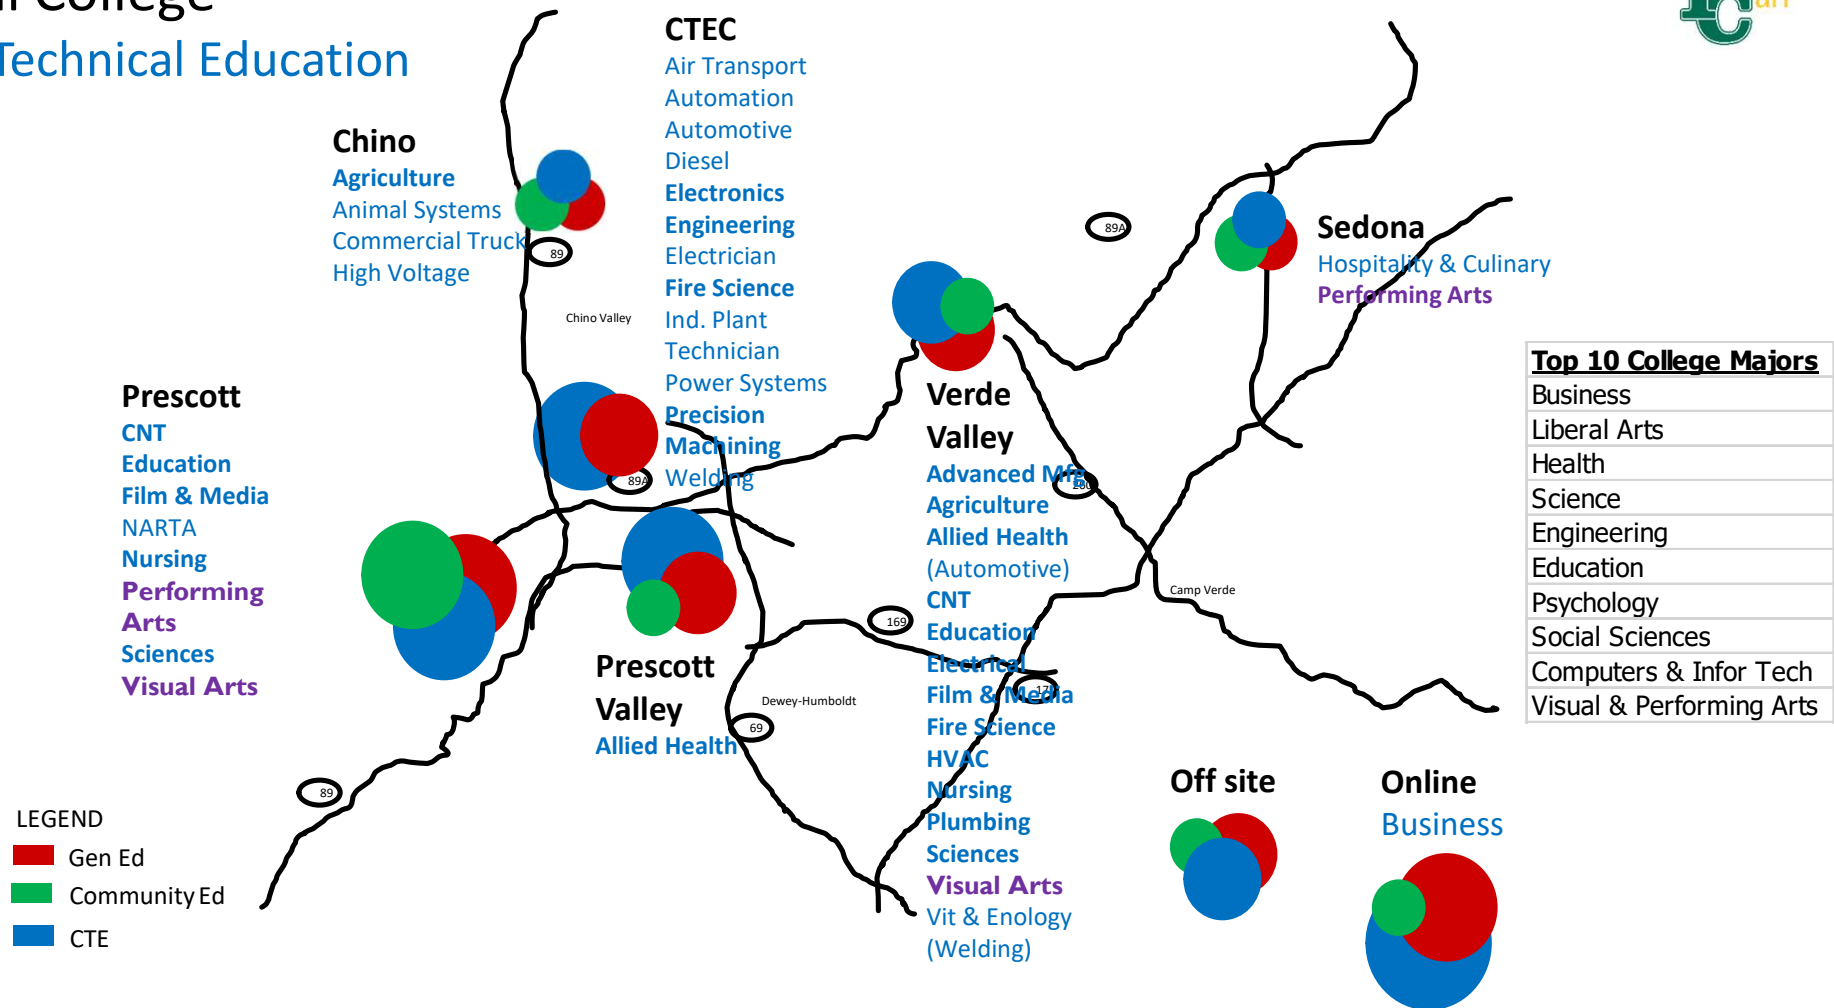 College
Technical Education
Chino
Agriculture
Animal Systems
Commercial Truck
High Voltage
89
Chino Valley
CTEC
Air Transport
Automation
Automotive
Diesel
Electronics
Engineering
Electrician
Fire Science
Ind. Plant
Technician
Power Systems
Precision
Machining
Welding
89A
89A
Sedona
Hospitality & Culinary
Performing Arts
Prescott
CNT
Education
Film & Media
NARTA
Nursing
Performing
Arts
Sciences
Visual Arts
Prescott
Valley
Allied Health
69
Dewey-Humboldt
169
Verde
Valley
Advanced Mfg
Agriculture
Allied Health
(Automotive)
CNT
Education
Electrical
Film & Media
Fire Science
HVAC
Nursing
Plumbing
Sciences
Visual Arts
Vit & Enology
(Welding)
260
Camp Verde
Top 10 College Majors
Business
Liberal Arts
Health
Science
Engineering
Education
Psychology
Social Sciences
Computers & Infor Tech
Visual & Performing Arts
Off site
Online
Business
89
LEGEND
Gen Ed
Community Ed
CTE